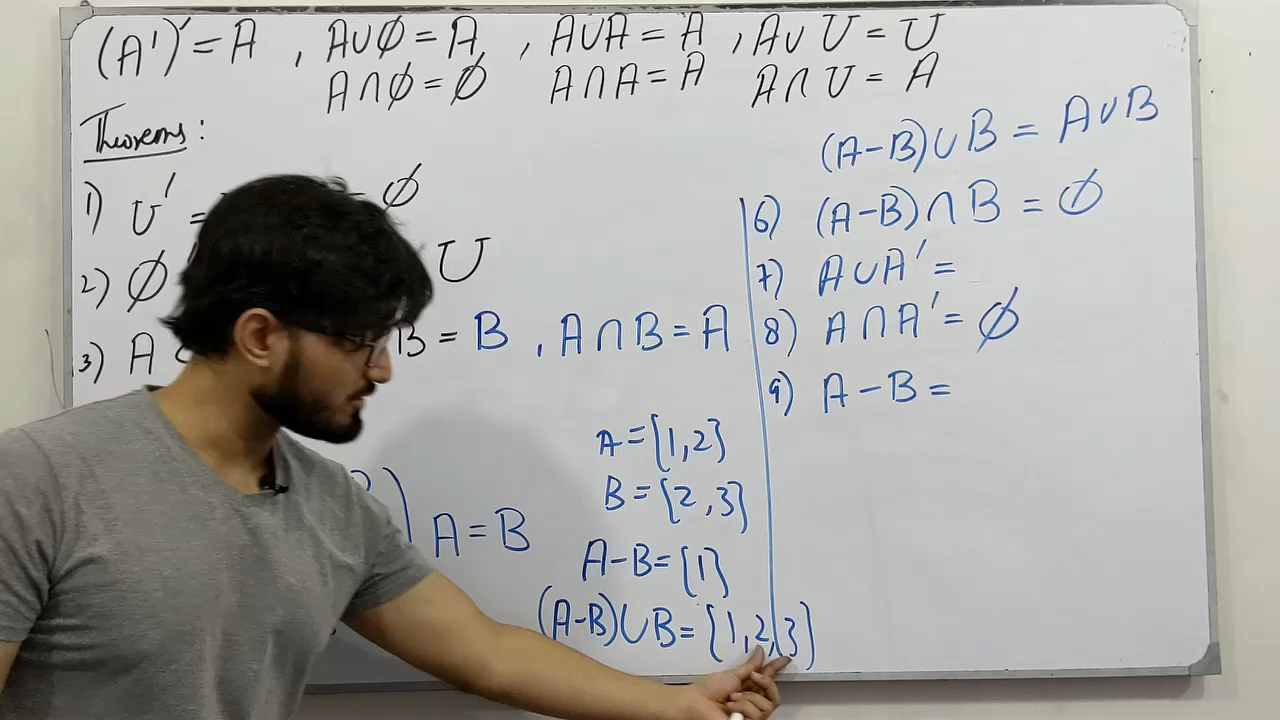 (A')' = A , A∪∅ = A , A∪A = A , A∪U = U
A∩∅ = ∅ A∩A = A A∩U = A
Theorems :
1) U' = ∅
2) ∅ U
3) A B = B , A∩B = A
A = B
A = {1,2}
B = {2,3}
A-B = {1}
(A-B)∪B = {1,2,3}
(A-B)∪B = A∪B
6) (A-B)∩B = ∅
7) A∪A' =
8) A∩A' = ∅
9) A-B =